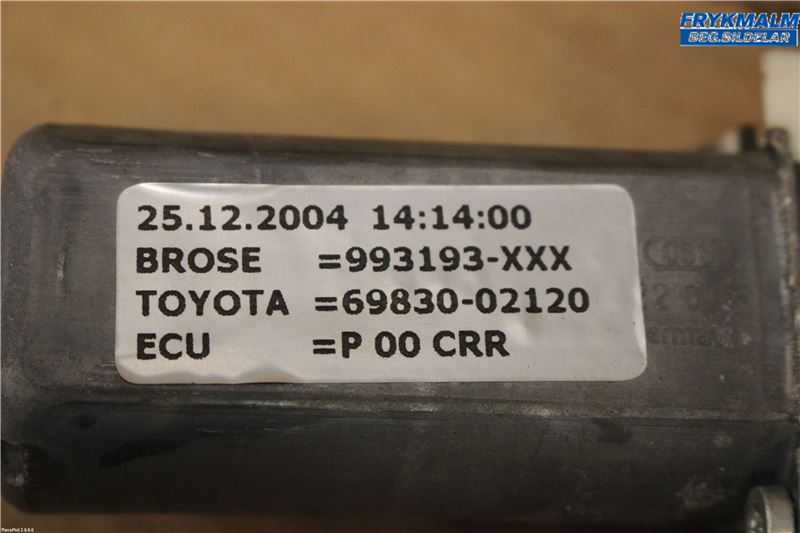 FRYKMALM
BEG.BILDELAR
25.12.2004 14:14:00
BROSE =993193-XXX
TOYOTA =69830-02120
ECU =P 00 CRR